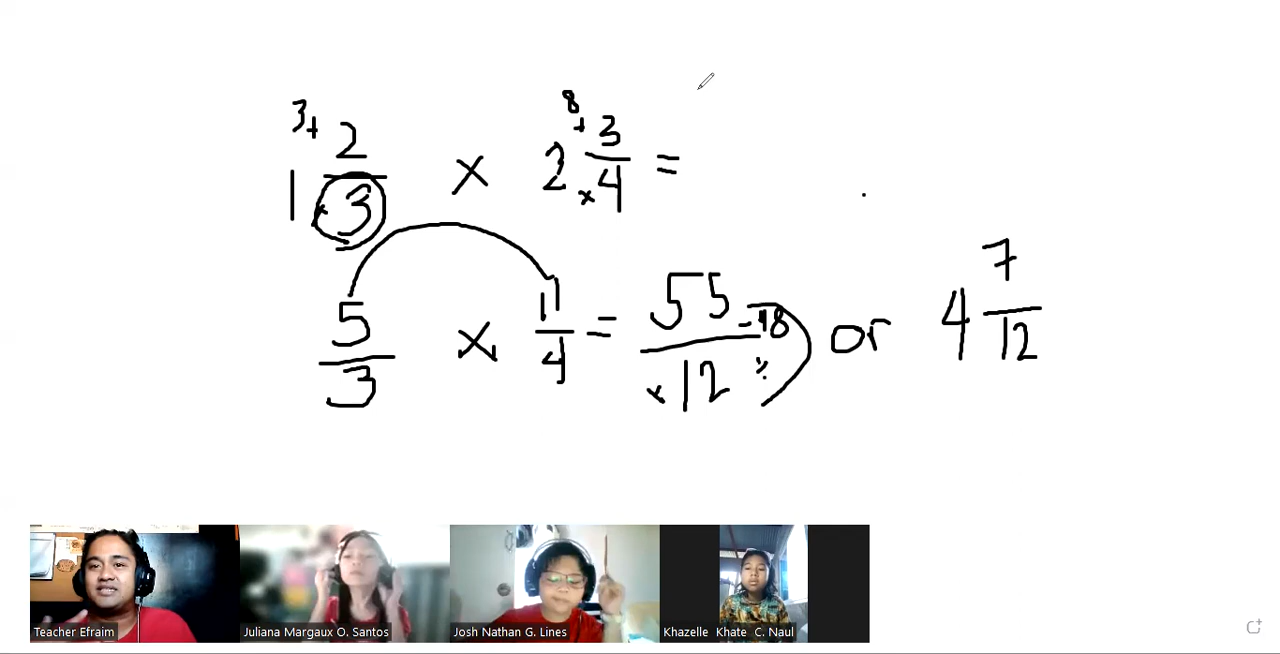 3+ 2 8 + 3
1 × 3 × 2 × 4 =
5 × 11 = 55 - 48 or 4 7
3 4 × 12 ÷ 12
Teacher Efraim Juliana Margaux O. Santos Josh Nathan G. Lines Khazelle Khate C. Naul